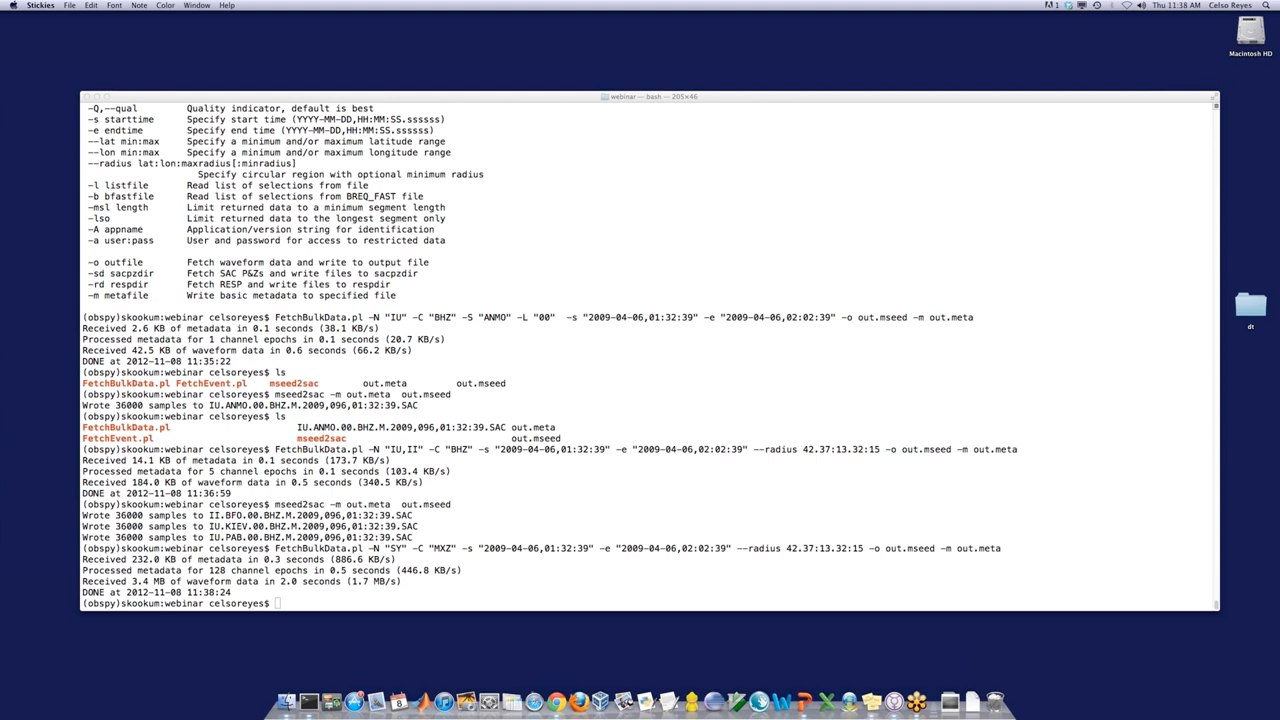 Stickies File Edit Font Note Color Window Help
1 Thu 11:38 AM Celso Reyes
Macintosh HD
webinar — bash — 205×46
-Q,--qual Quality indicator, default is best
-s starttime Specify start time (YYYY-MM-DD,HH:MM:SS.ssssss)
-e endtime Specify end time (YYYY-MM-DD,HH:MM:SS.ssssss)
--lat min:max Specify a minimum and/or maximum latitude range
--lon min:max Specify a minimum and/or maximum longitude range
--radius lat:lon:maxradius[:minradius]
Specify circular region with optional minimum radius
-l listfile Read list of selections from file
-b bfastfile Read list of selections from BREQ_FAST file
-msl length Limit returned data to a minimum segment length
-lso Limit returned data to the longest segment only
-A appname Application/version string for identification
-a user:pass User and password for access to restricted data
-o outfile Fetch waveform data and write to output file
-sd sacpzdir Fetch SAC P&Zs and write files to sacpzdir
-rd respdir Fetch RESP and write files to respdir
-m metafile Write basic metadata to specified file
(obspy)skookum:webinar celsoreyes$ FetchBulkData.pl -N "IU" -C "BHZ" -S "ANMO" -L "00" -s "2009-04-06,01:32:39" -e "2009-04-06,02:02:39" -o out.mseed -m out.meta
Received 2.6 KB of metadata in 0.1 seconds (38.1 KB/s)
Processed metadata for 1 channel epochs in 0.1 seconds (20.7 KB/s)
Received 42.5 KB of waveform data in 0.6 seconds (66.2 KB/s)
DONE at 2012-11-08 11:35:22
(obspy)skookum:webinar celsoreyes$ ls
FetchBulkData.pl FetchEvent.pl mseed2sac out.meta out.mseed
(obspy)skookum:webinar celsoreyes$ mseed2sac -m out.meta out.mseed
Wrote 36000 samples to IU.ANMO.00.BHZ.M.2009,096,01:32:39.SAC
(obspy)skookum:webinar celsoreyes$ ls
FetchBulkData.pl IU.ANMO.00.BHZ.M.2009,096,01:32:39.SAC out.meta
FetchEvent.pl mseed2sac out.mseed
(obspy)skookum:webinar celsoreyes$ FetchBulkData.pl -N "IU,II" -C "BHZ" -s "2009-04-06,01:32:39" -e "2009-04-06,02:02:39" --radius 42.37:13.32:15 -o out.mseed -m out.meta
Received 14.1 KB of metadata in 0.1 seconds (173.7 KB/s)
Processed metadata for 5 channel epochs in 0.1 seconds (103.4 KB/s)
Received 184.0 KB of waveform data in 0.5 seconds (340.5 KB/s)
DONE at 2012-11-08 11:36:59
(obspy)skookum:webinar celsoreyes$ mseed2sac -m out.meta out.mseed
Wrote 36000 samples to II.BFO.00.BHZ.M.2009,096,01:32:39.SAC
Wrote 36000 samples to IU.KIEV.00.BHZ.M.2009,096,01:32:39.SAC
Wrote 36000 samples to IU.PAB.00.BHZ.M.2009,096,01:32:39.SAC
(obspy)skookum:webinar celsoreyes$ FetchBulkData.pl -N "SY" -C "MXZ" -s "2009-04-06,01:32:39" -e "2009-04-06,02:02:39" --radius 42.37:13.32:15 -o out.mseed -m out.meta
Received 232.0 KB of metadata in 0.3 seconds (886.6 KB/s)
Processed metadata for 128 channel epochs in 0.5 seconds (446.8 KB/s)
Received 3.4 MB of waveform data in 2.0 seconds (1.7 MB/s)
DONE at 2012-11-08 11:38:24
(obspy)skookum:webinar celsoreyes$
dt